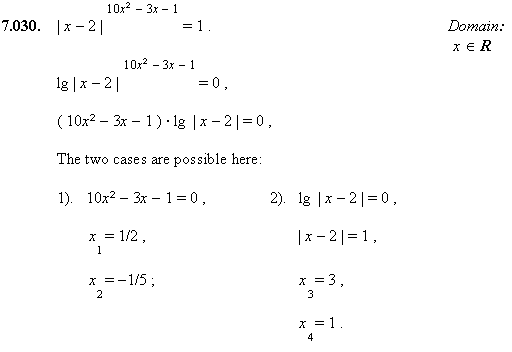 7.030. | x – 2 |^(10x² – 3x – 1) = 1 . Domain:
x ∈ R
lg | x – 2 |^(10x² – 3x – 1) = 0 ,
( 10x² – 3x – 1 ) · lg | x – 2 | = 0 ,
The two cases are possible here:
1). 10x² – 3x – 1 = 0 , 2). lg | x – 2 | = 0 ,
x₁ = 1/2 , | x – 2 | = 1 ,
x₂ = –1/5 ; x₃ = 3 ,
x₄ = 1 .